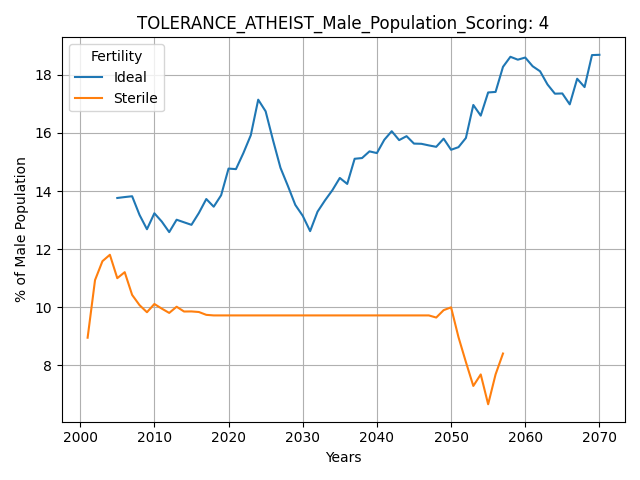 TOLERANCE_ATHEIST_Male_Population_Scoring: 4
Fertility
Ideal
Sterile
% of Male Population
18
16
14
12
10
8
2000 2010 2020 2030 2040 2050 2060 2070
Years